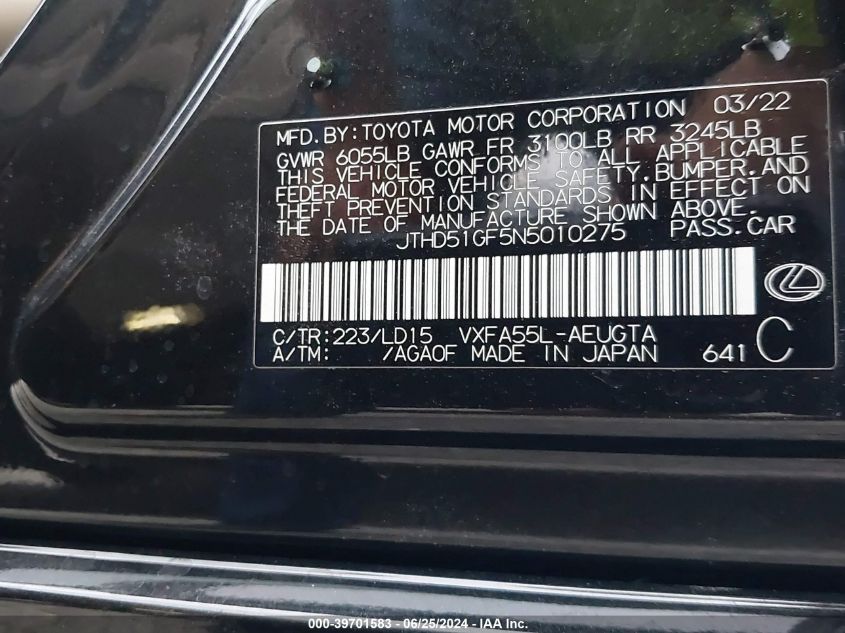 MFD.BY:TOYOTA MOTOR CORPORATION 03/22
GVWR 6055LB GAWR FR 3100LB RR 3245LB
THIS VEHICLE CONFORMS TO ALL APPLICABLE
FEDERAL MOTOR VEHICLE SAFETY,BUMPER,AND
THEFT PREVENTION STANDARDS IN EFFECT ON
THE DATE OF MANUFACTURE SHOWN ABOVE.
JTHD51GF5N5010275 PASS.CAR
C/TR:223/LD15 VXFA55L-AEUGTA
A/TM: /AGAOF MADE IN JAPAN 641 C
000-39701583 - 06/25/2024 - IAA Inc.